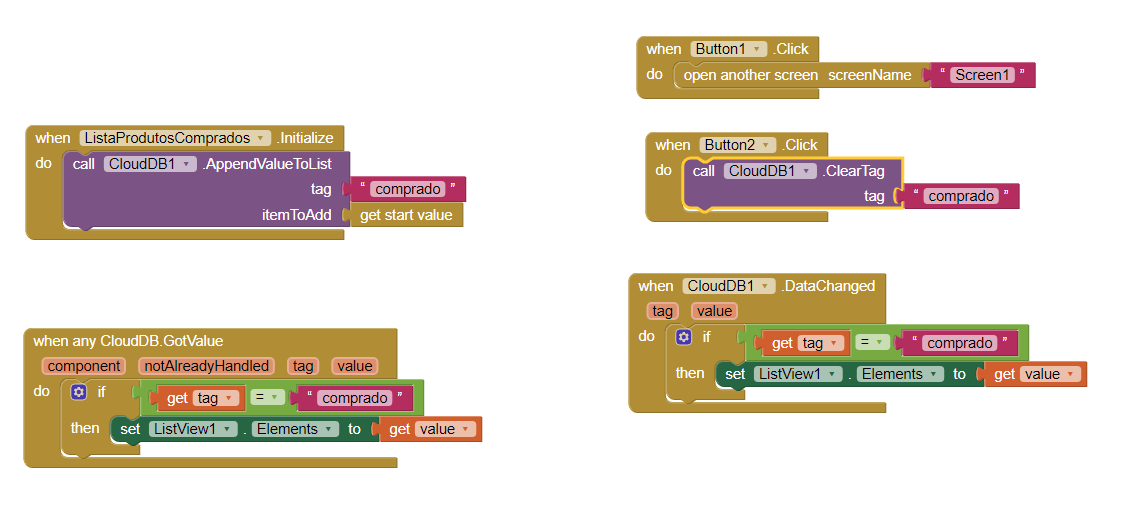 when ListaProdutosComprados .Initialize
do call CloudDB1 .AppendValueToList
tag “ comprado ”
itemToAdd get start value
when any CloudDB.GotValue
component notAlreadyHandled tag value
do if get tag = “ comprado ”
then set ListView1 . Elements to get value
when Button1 .Click
do open another screen screenName “ Screen1 ”
when Button2 .Click
do call CloudDB1 .ClearTag
tag “ comprado ”
when CloudDB1 .DataChanged
tag value
do if get tag = “ comprado ”
then set ListView1 . Elements to get value